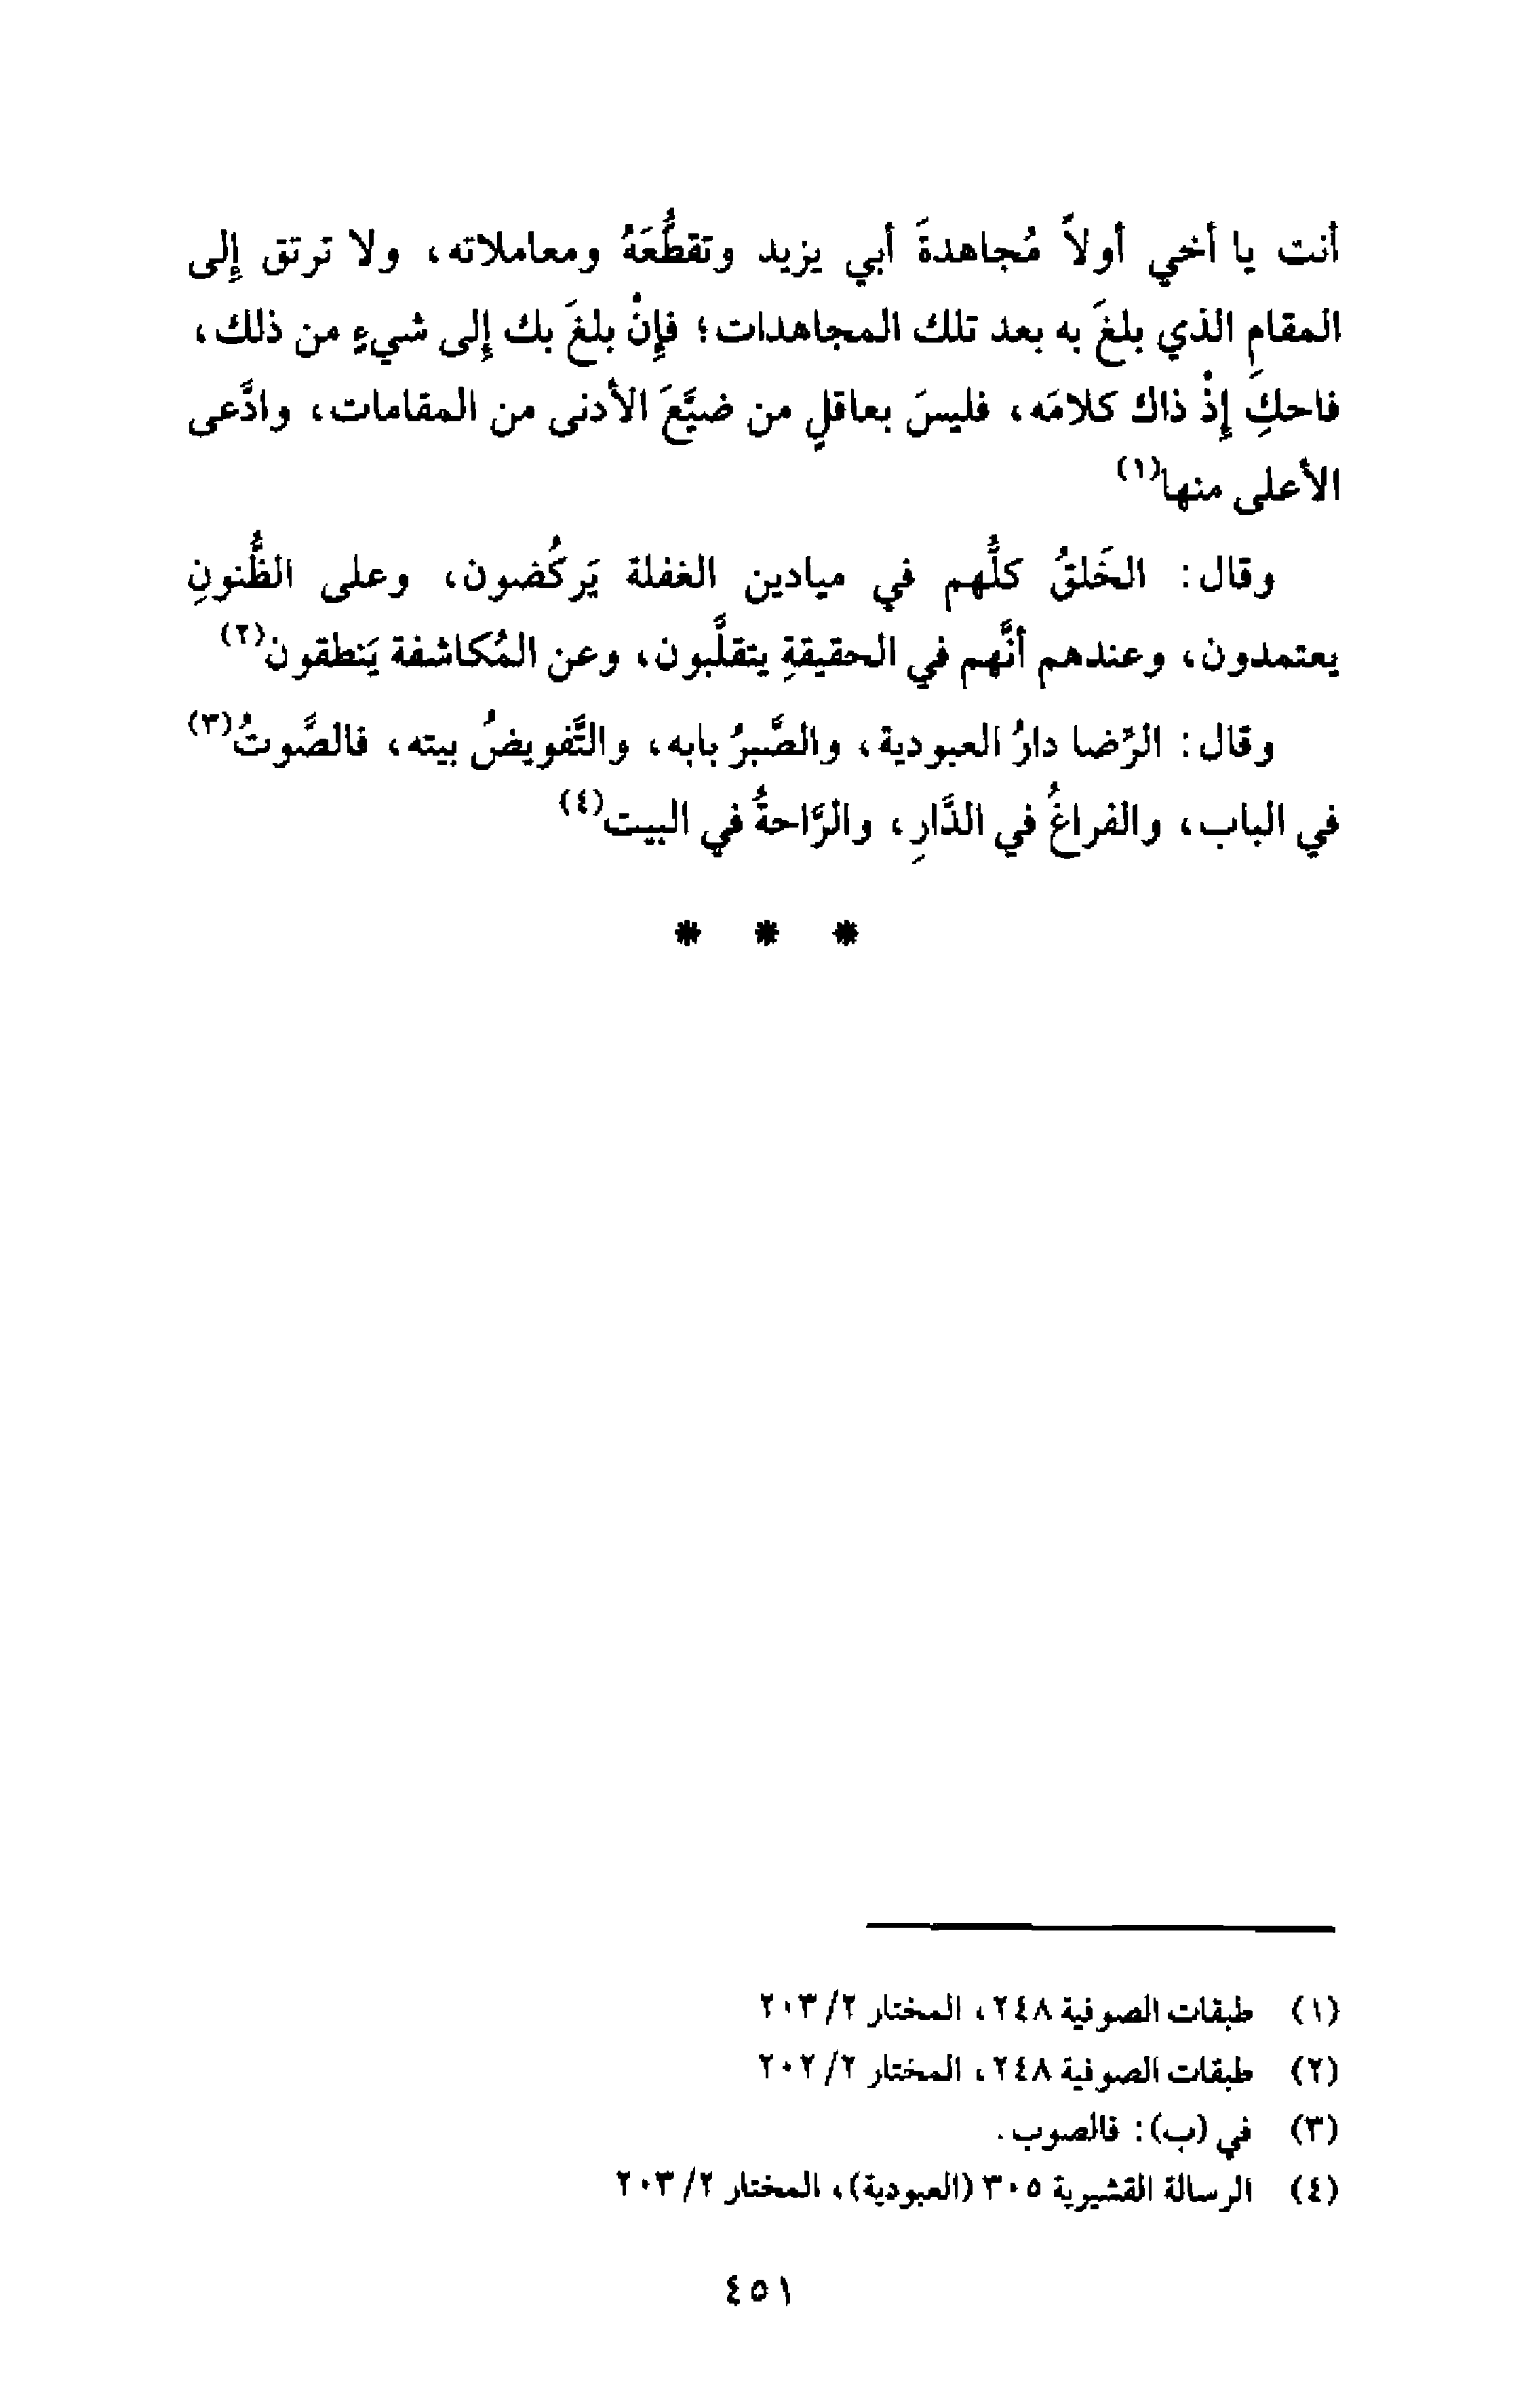 أنت يا أخي أولاً مُجاهدةَ أبي يزيد وتقطُّعَهُ ومعاملاته، ولا ترتق إلى
المقامِ الذي بلغَ به بعد تلك المجاهدات؛ فإنْ بلغَ بك إلى شيءٍ من ذلك،
فاحكِ إذْ ذاك كلامَه، فليسَ بعاقلٍ من ضيَّعَ الأدنى من المقامات، وادَّعى
الأعلى منها(١)
وقال: الخَلقُ كلُّهم في ميادين الغفلة يَركُضون، وعلى الظُّنونِ
يعتمدون، وعندهم أنَّهم في الحقيقةِ يتقلَّبون، وعن المُكاشفة يَنطقون(٢)
وقال: الرِّضا دارُ العبودية، والصَّبرُ بابه، والتَّفويضُ بيته، فالصَّوتُ(٣)
في الباب، والفراغُ في الدَّارِ، والرَّاحةُ في البيت(٤)
* * *
(١) طبقات الصوفية ٢٤٨، المختار ٢/ ٢٠٣
(٢) طبقات الصوفية ٢٤٨، المختار ٢/ ٢٠٢
(٣) في (ب): فالصوب.
(٤) الرسالة القشيرية ٣٠٥ (العبودية)، المختار ٢/ ٢٠٣
٤٥١